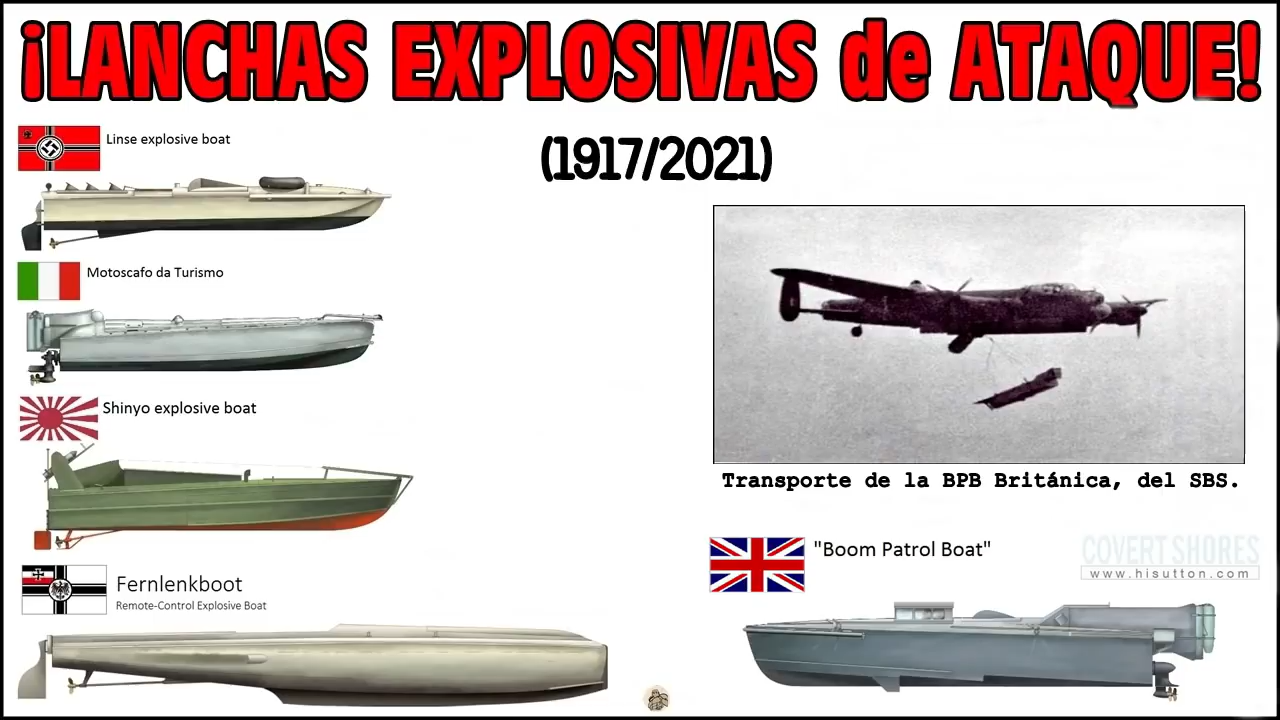 ¡LANCHAS EXPLOSIVAS de ATAQUE!
(1917/2021)
Linse explosive boat
Motoscafo da Turismo
Shinyo explosive boat
Fernlenkboot
Remote-Control Explosive Boat
Transporte de la BPB Británica, del SBS.
"Boom Patrol Boat"
COVERT SHORES
www.hisutton.com